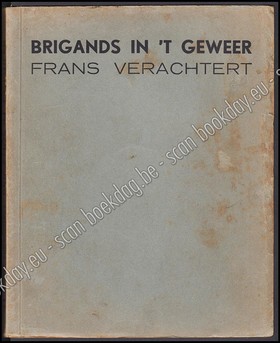 BRIGANDS IN 'T GEWEER
FRANS VERACHTERT
bookday.eu - scan boekdag.be - scan bookday.eu - scan